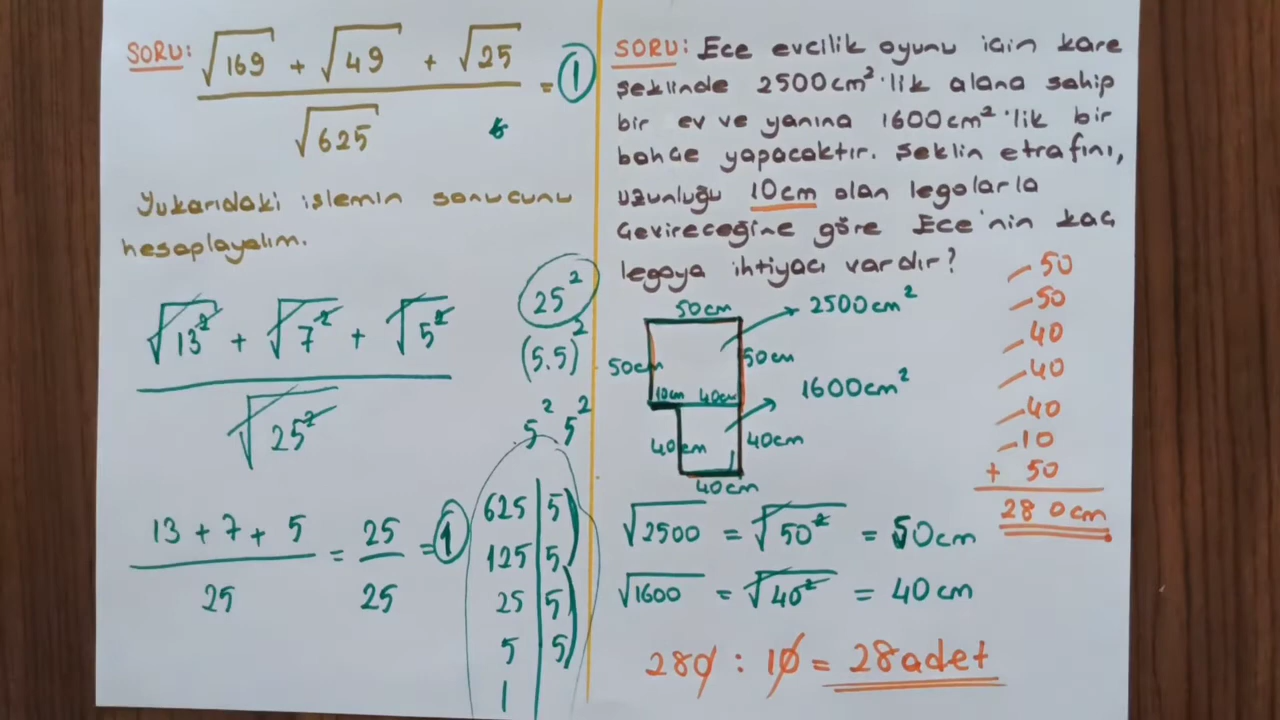 SORU: √169 + √49 + √25 / √625 = 1
Yukarıdaki işlemin sonucunu
hesaplayalım.
√13² + √7² + √5²
√25²
25²
(5.5)²
5² 5²
13 + 7 + 5 / 25 = 25 / 25 = 1
625 | 5
125 | 5
25 | 5
5 | 5
1
SORU: Ece evcilik oyunu için kare
şeklinde 2500cm²'lik alana sahip
bir ev ve yanına 1600cm²'lik bir
bahçe yapacaktır. Şeklin etrafını,
uzunluğu 10cm olan legolarla
çevireceğine göre Ece'nin kaç
legoya ihtiyacı vardır?
50cm
2500cm²
50cm
50cm
10cm 40cm
1600cm²
40cm
40cm
40cm
50
50
40
40
40
10
+ 50
280cm
√2500 = √50² = 50cm
√1600 = √40² = 40cm
280 : 10 = 28 adet